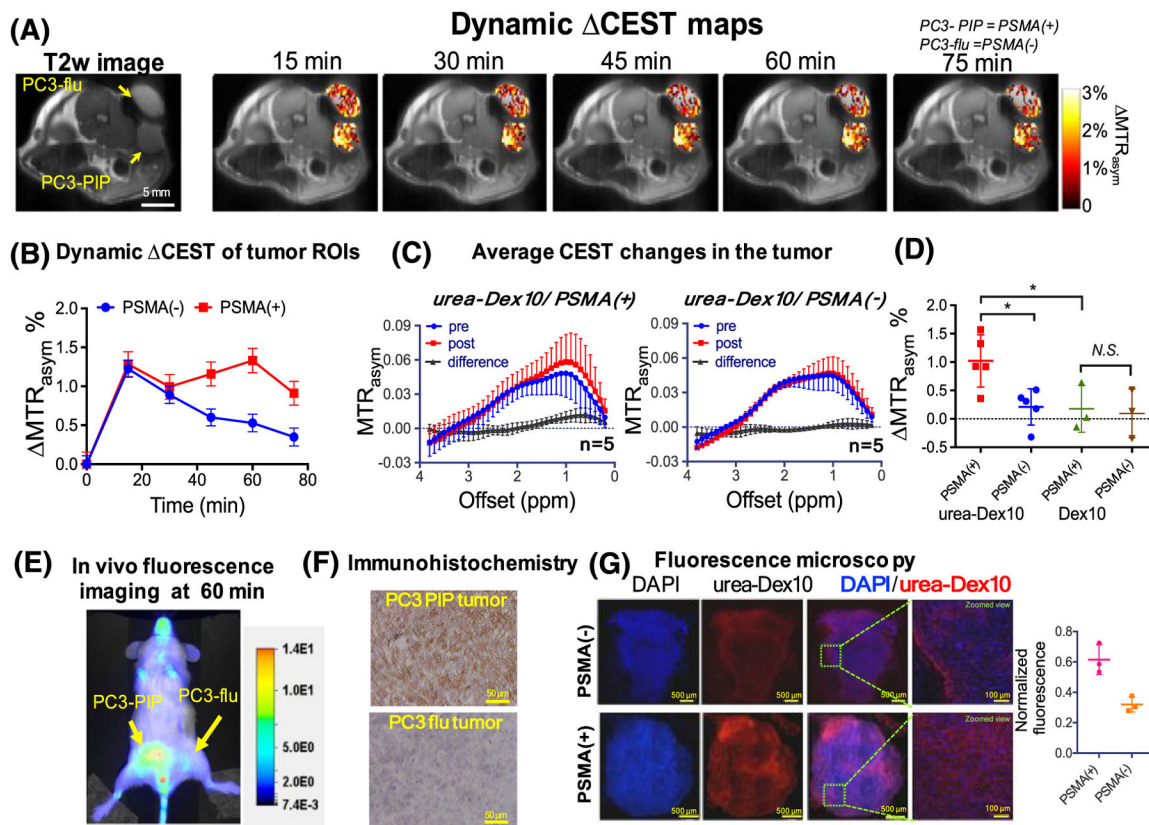 (A)
Dynamic ΔCEST maps
PC3- PIP = PSMA(+)
PC3-flu =PSMA(-)
T2w image
15 min
30 min
45 min
60 min
75 min
PC3-flu
PC3-PIP
5 mm
3%
2%
1%
0
ΔMTRasym
(B)
Dynamic ΔCEST of tumor ROIs
PSMA(-)
PSMA(+)
ΔMTRasym %
2.0
1.5
1.0
0.5
0.0
0
20
40
60
80
Time (min)
(C)
Average CEST changes in the tumor
urea-Dex10/ PSMA(+)
pre
post
difference
MTRasym
0.09
0.06
0.03
0.00
-0.03
n=5
4
3
2
1
0
Offset (ppm)
urea-Dex10/ PSMA(-)
pre
post
difference
0.09
0.06
0.03
0.00
-0.03
n=5
4
3
2
1
0
Offset (ppm)
(D)
*
*
N.S.
ΔMTRasym %
2.0
1.5
1.0
0.5
0.0
-0.5
PSMA(+)
PSMA(-)
PSMA(+)
PSMA(-)
urea-Dex10
Dex10
(E)
In vivo fluorescence
imaging at 60 min
PC3-PIP
PC3-flu
1.4E1
1.0E1
5.0E0
2.0E0
7.4E-3
(F)
Immunohistochemistry
PC3 PIP tumor
50 µm
PC3 flu tumor
50 µm
(G)
Fluorescence microsco py
DAPI
urea-Dex10
DAPI/urea-Dex10
PSMA(-)
500 µm
500 µm
500 µm
Zoomed view
100 µm
PSMA(+)
500 µm
500 µm
500 µm
Zoomed view
100 µm
Normalized
fluorescence
0.8
0.6
0.4
0.2
0.0
PSMA(+)
PSMA(-)